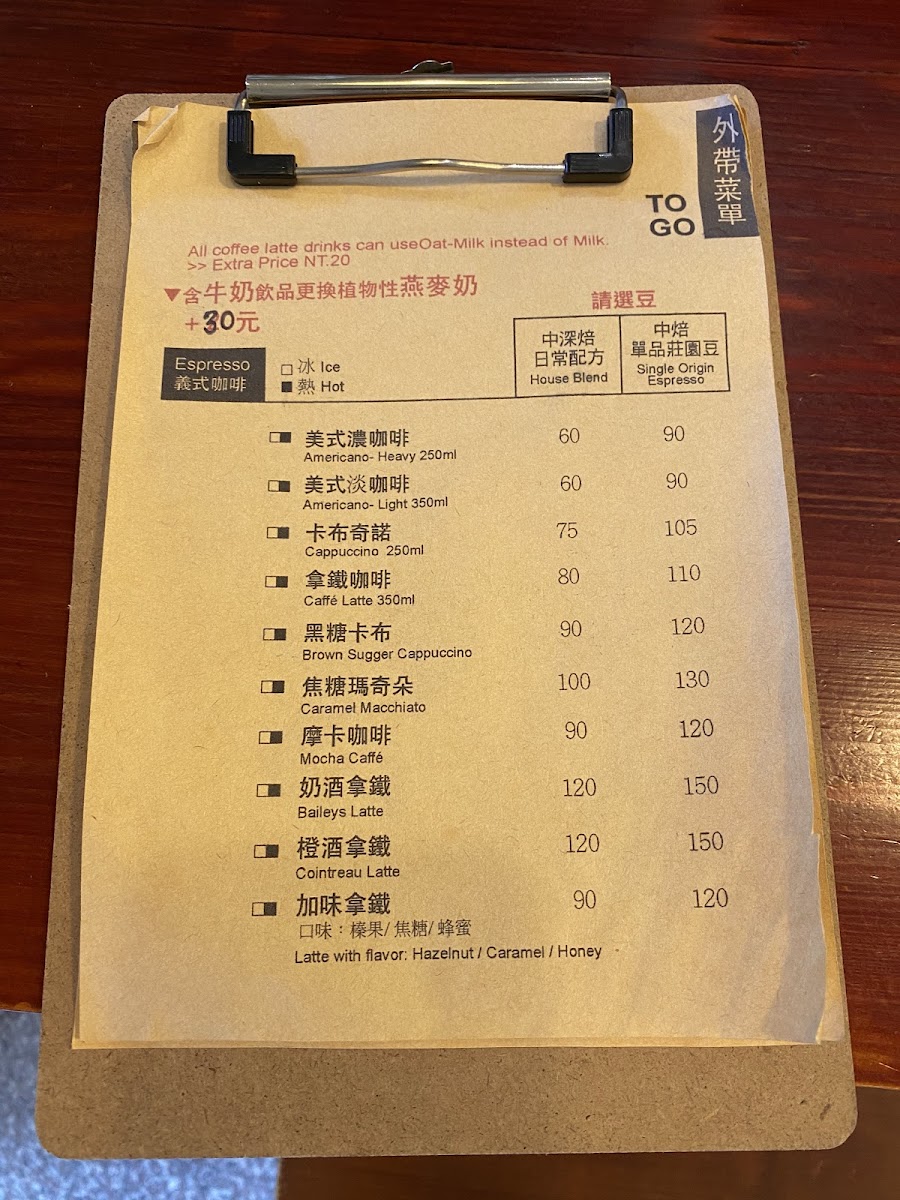 外帶菜單
TO
GO
All coffee latte drinks can useOat-Milk instead of Milk.
>> Extra Price NT.20
▼含牛奶飲品更換植物性燕麥奶
+30元
請選豆
Espresso
義式咖啡
□ 冰 Ice
■ 熱 Hot
中深焙
日常配方
House Blend
中焙
單品莊園豆
Single Origin
Espresso
美式濃咖啡 60 90
Americano- Heavy 250ml
美式淡咖啡 60 90
Americano- Light 350ml
卡布奇諾 75 105
Cappuccino 250ml
拿鐵咖啡 80 110
Caffé Latte 350ml
黑糖卡布 90 120
Brown Sugger Cappuccino
焦糖瑪奇朵 100 130
Caramel Macchiato
摩卡咖啡 90 120
Mocha Caffé
奶酒拿鐵 120 150
Baileys Latte
橙酒拿鐵 120 150
Cointreau Latte
加味拿鐵 90 120
口味：榛果/ 焦糖/ 蜂蜜
Latte with flavor: Hazelnut / Caramel / Honey